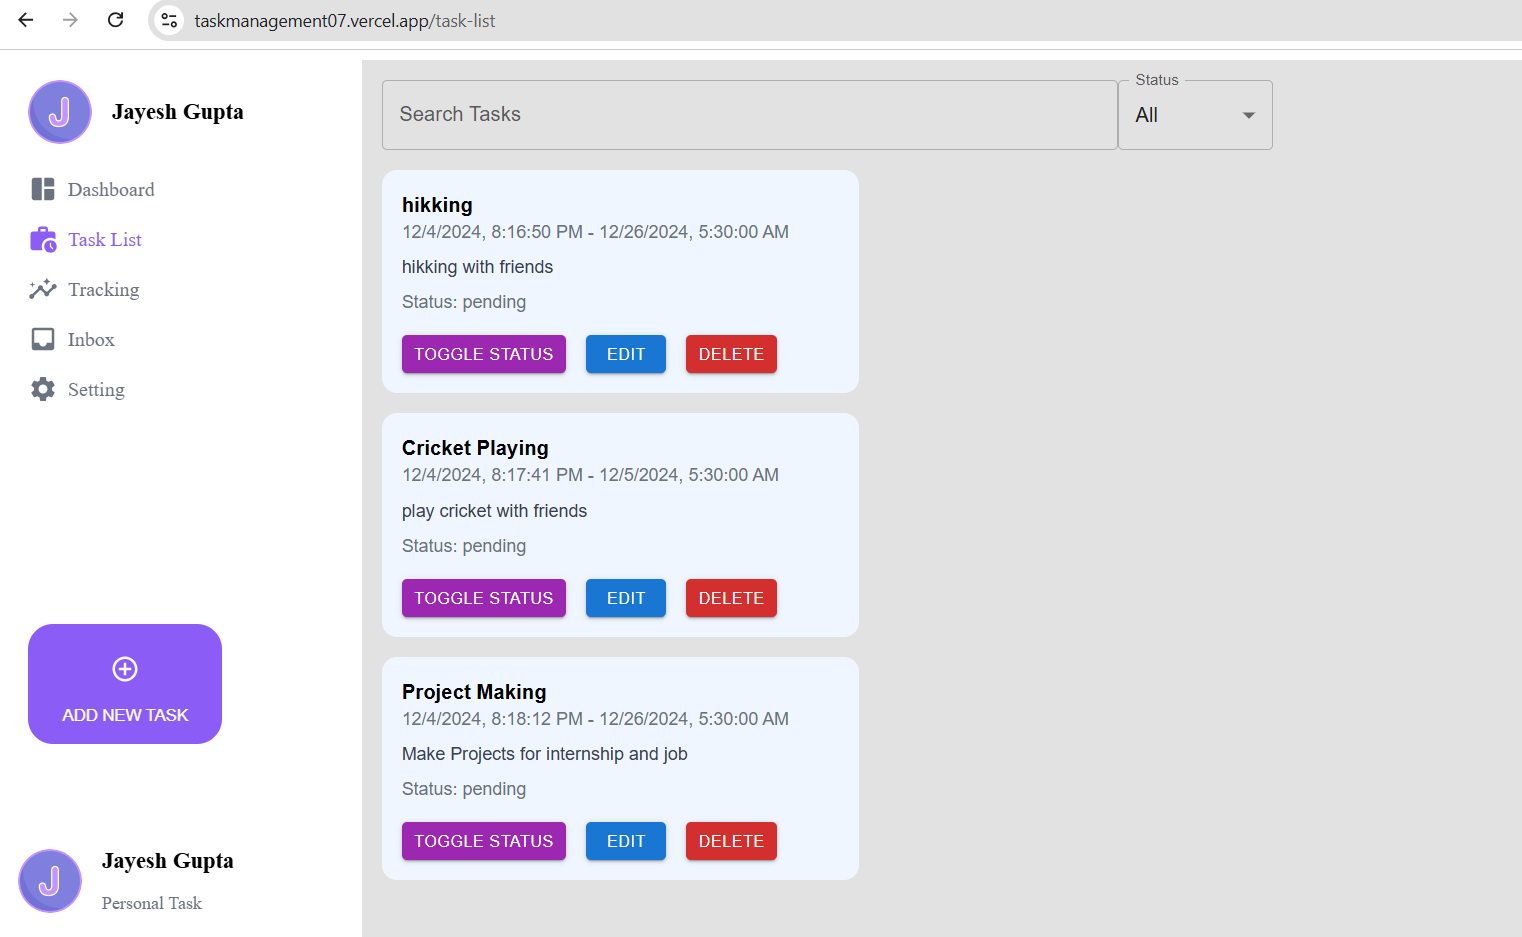 taskmanagement07.vercel.app/task-list
J
Jayesh Gupta
Dashboard
Task List
Tracking
Inbox
Setting
ADD NEW TASK
J
Jayesh Gupta
Personal Task
Search Tasks
Status
All
hikking
12/4/2024, 8:16:50 PM - 12/26/2024, 5:30:00 AM
hikking with friends
Status: pending
TOGGLE STATUS EDIT DELETE
Cricket Playing
12/4/2024, 8:17:41 PM - 12/5/2024, 5:30:00 AM
play cricket with friends
Status: pending
TOGGLE STATUS EDIT DELETE
Project Making
12/4/2024, 8:18:12 PM - 12/26/2024, 5:30:00 AM
Make Projects for internship and job
Status: pending
TOGGLE STATUS EDIT DELETE